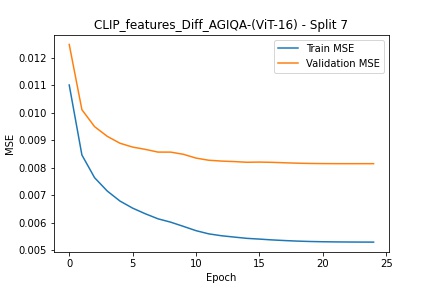 CLIP_features_Diff_AGIQA-(ViT-16) - Split 7
Train MSE
Validation MSE
MSE
0.012
0.011
0.010
0.009
0.008
0.007
0.006
0.005
0 5 10 15 20 25
Epoch